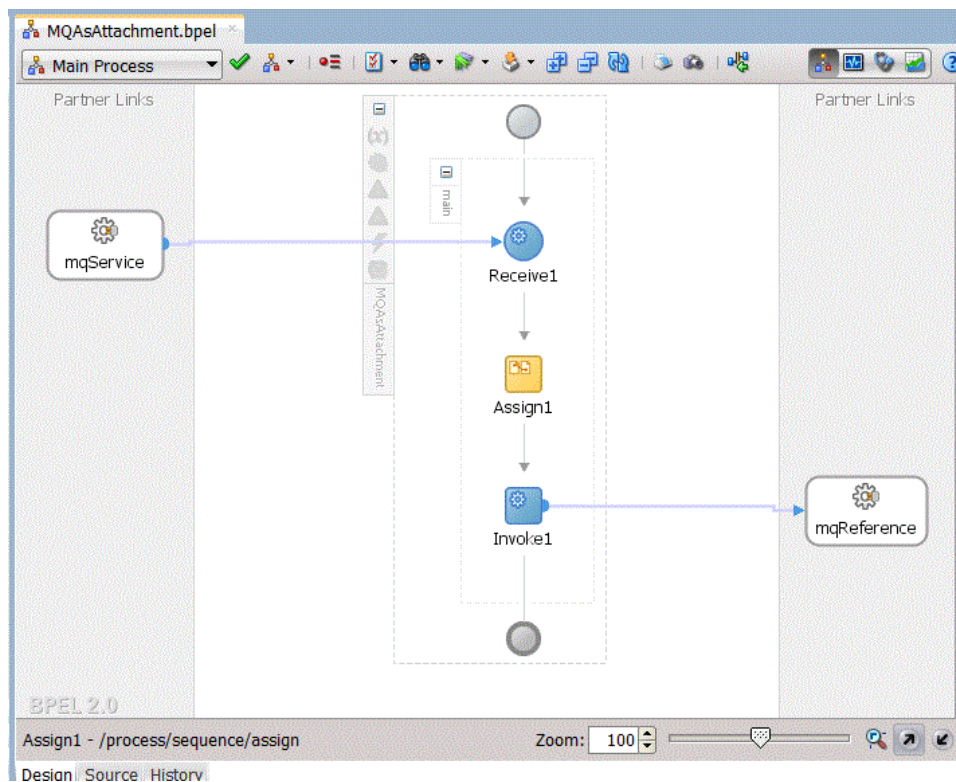 MQAsAttachment.bpel
Main Process
Partner Links
Partner Links
(x)
main
mqService
Receive1
MQAsAttachment
Assign1
Invoke1
mqReference
BPEL 2.0
Assign1 - /process/sequence/assign
Zoom: 100
Design Source History